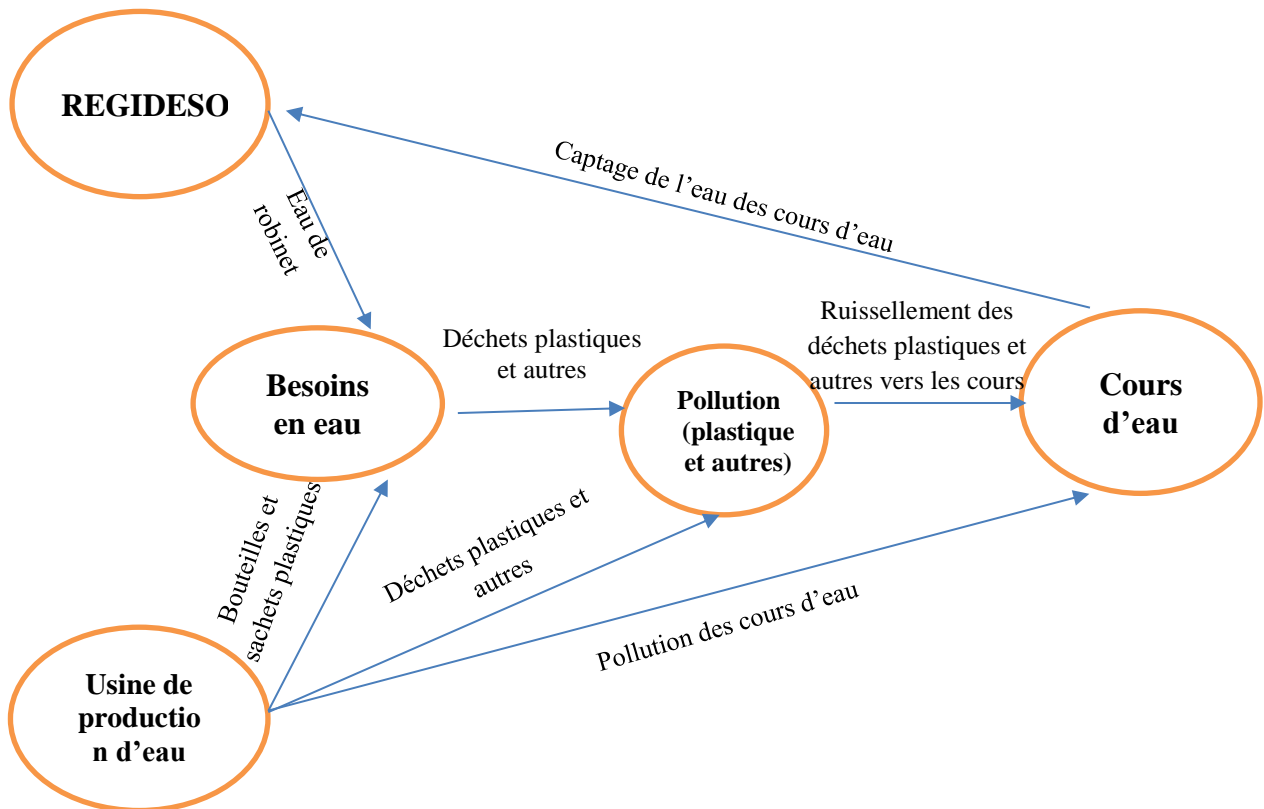 REGIDESO
Captage de l’eau des cours d’eau
Eau de
robinet
Ruissellement des
déchets plastiques et
autres vers les cours
Déchets plastiques
et autres
Besoins
en eau
Pollution
(plastique
et autres)
Cours
d’eau
Bouteilles et
sachets plastiques
Déchets plastiques et
autres
Pollution des cours d’eau
Usine de
productio
n d’eau